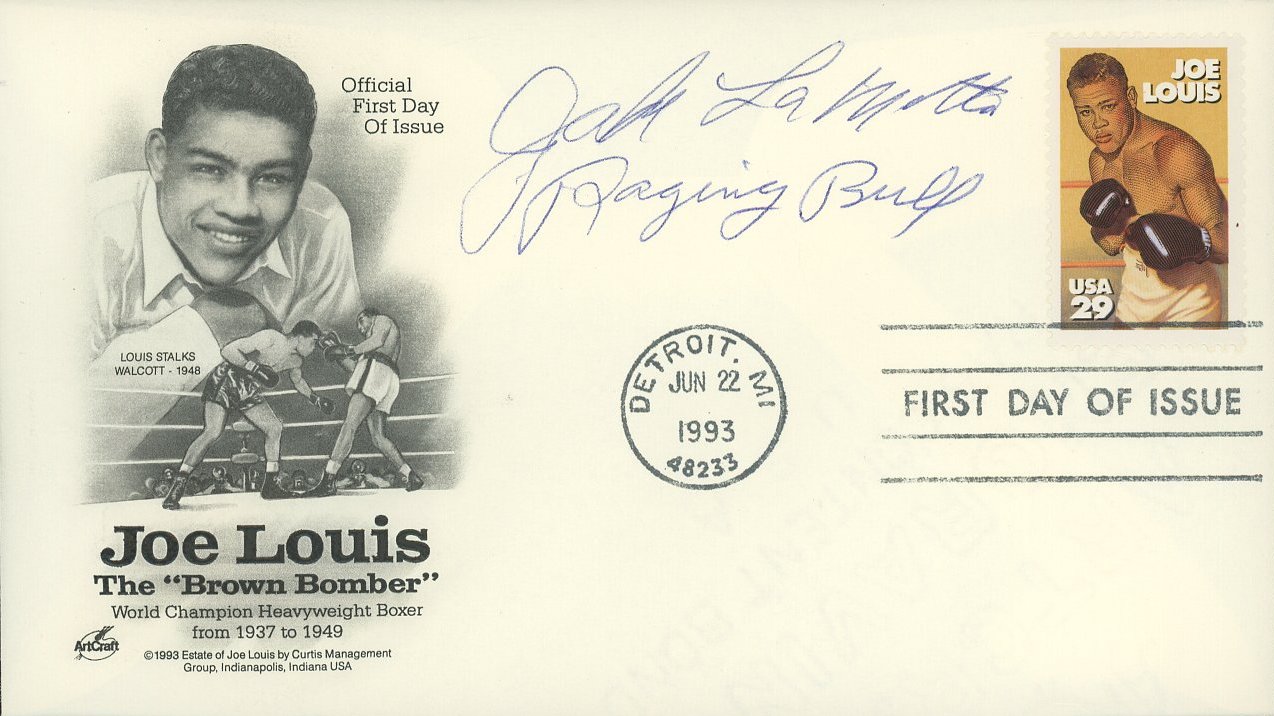 Official
First Day
Of Issue
Jake LaMotta
Raging Bull
JOE
LOUIS
USA
29
LOUIS STALKS
WALCOTT - 1948
DETROIT, MI
JUN 22
1993
48233
FIRST DAY OF ISSUE
Joe Louis
The “Brown Bomber”
World Champion Heavyweight Boxer
from 1937 to 1949
ArtCraft
©1993 Estate of Joe Louis by Curtis Management
Group, Indianapolis, Indiana USA